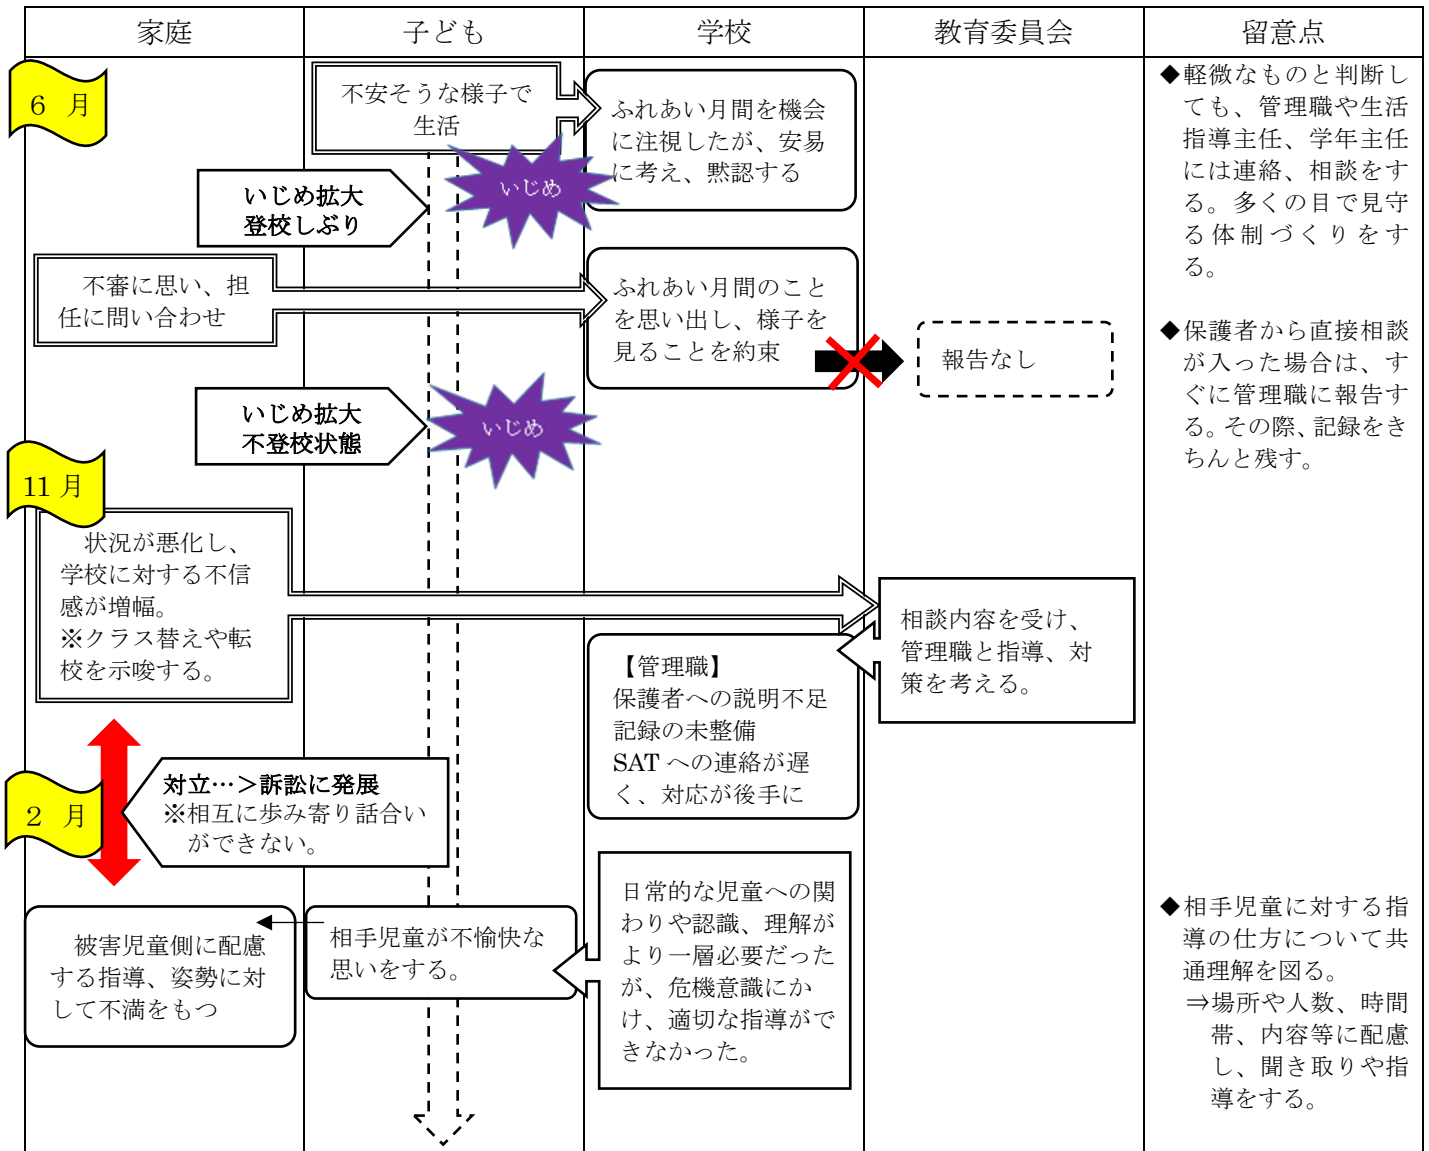 家庭
子ども
学校
教育委員会
留意点
6 月
不安そうな様子で
生活
ふれあい月間を機会
に注視したが、安易
に考え、黙認する
いじめ
いじめ拡大
登校しぶり
不審に思い、担
任に問い合わせ
ふれあい月間のこと
を思い出し、様子を
見ることを約束
報告なし
いじめ拡大
不登校状態
いじめ
11 月
状況が悪化し、
学校に対する不信
感が増幅。
※クラス替えや転
校を示唆する。
相談内容を受け、
管理職と指導、対
策を考える。
【管理職】
保護者への説明不足
記録の未整備
SAT への連絡が遅
く、対応が後手に
2 月
対立…>訴訟に発展
※相互に歩み寄り話合い
ができない。
日常的な児童への関
わりや認識、理解が
より一層必要だった
が、危機意識にか
け、適切な指導がで
きなかった。
相手児童が不愉快な
思いをする。
被害児童側に配慮
する指導、姿勢に対
して不満をもつ
◆軽微なものと判断し
ても、管理職や生活
指導主任、学年主任
には連絡、相談をす
る。多くの目で見守
る体制づくりをす
る。
◆保護者から直接相談
が入った場合は、す
ぐに管理職に報告す
る。その際、記録をき
ちんと残す。
◆相手児童に対する指
導の仕方について共
通理解を図る。
⇒場所や人数、時間
帯、内容等に配慮
し、聞き取りや指
導をする。